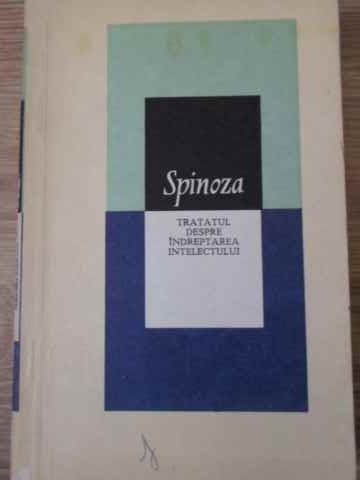 Spinoza
TRATATUL
DESPRE
ÎNDREPTAREA
INTELECTULUI